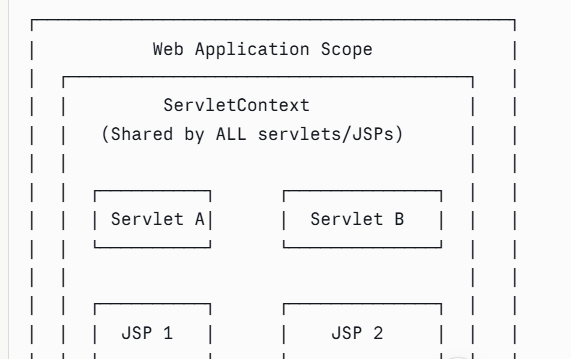 Web Application Scope
ServletContext
(Shared by ALL servlets/JSPs)
Servlet A Servlet B
JSP 1 JSP 2